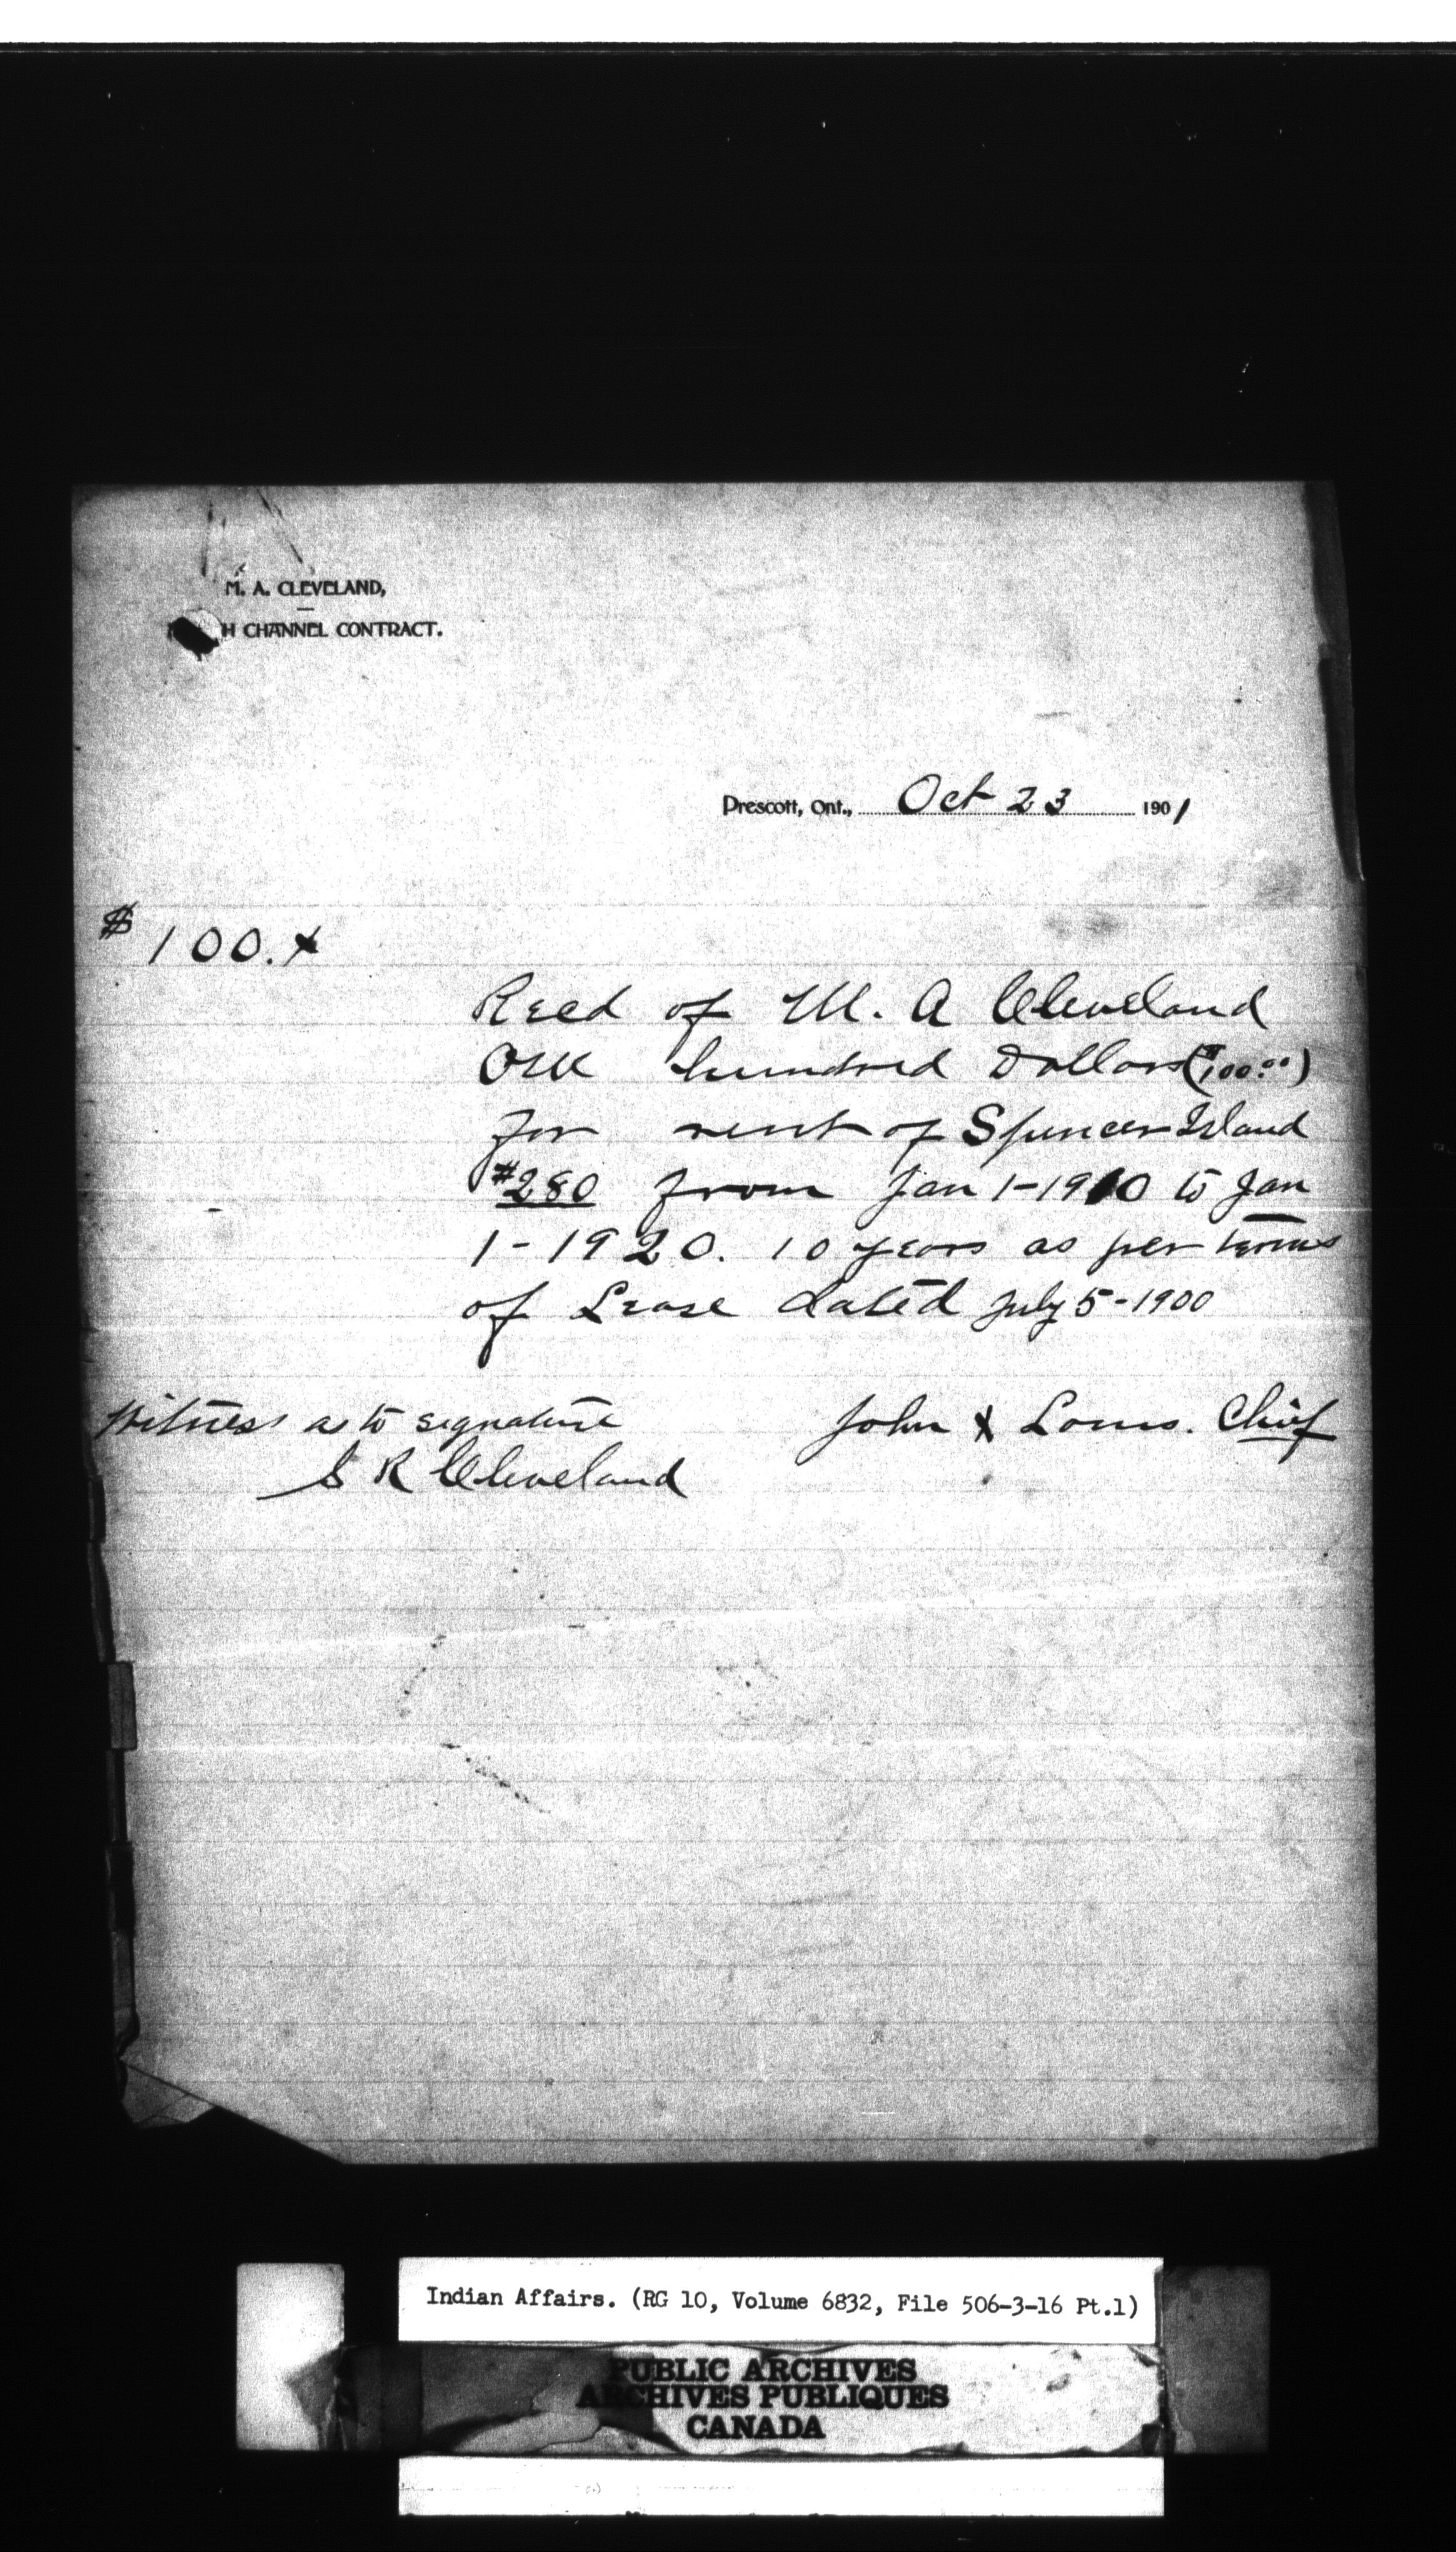 M. A. CLEVELAND,
H CHANNEL CONTRACT.
Prescott, Ont., Oct 23 1901
$100.x
Recd of M. A Cleveland
One hundred Dollars ($100.00)
for rent of Spencer Island
#280 from Jan 1-1910 to Jan
1-1920. 10 years as per terms
of Lease dated July 5-1900
Witness as to signature
John X Louis. Chief
S R Cleveland
Indian Affairs. (RG 10, Volume 6832, File 506-3-16 Pt.1)
PUBLIC ARCHIVES
ARCHIVES PUBLIQUES
CANADA